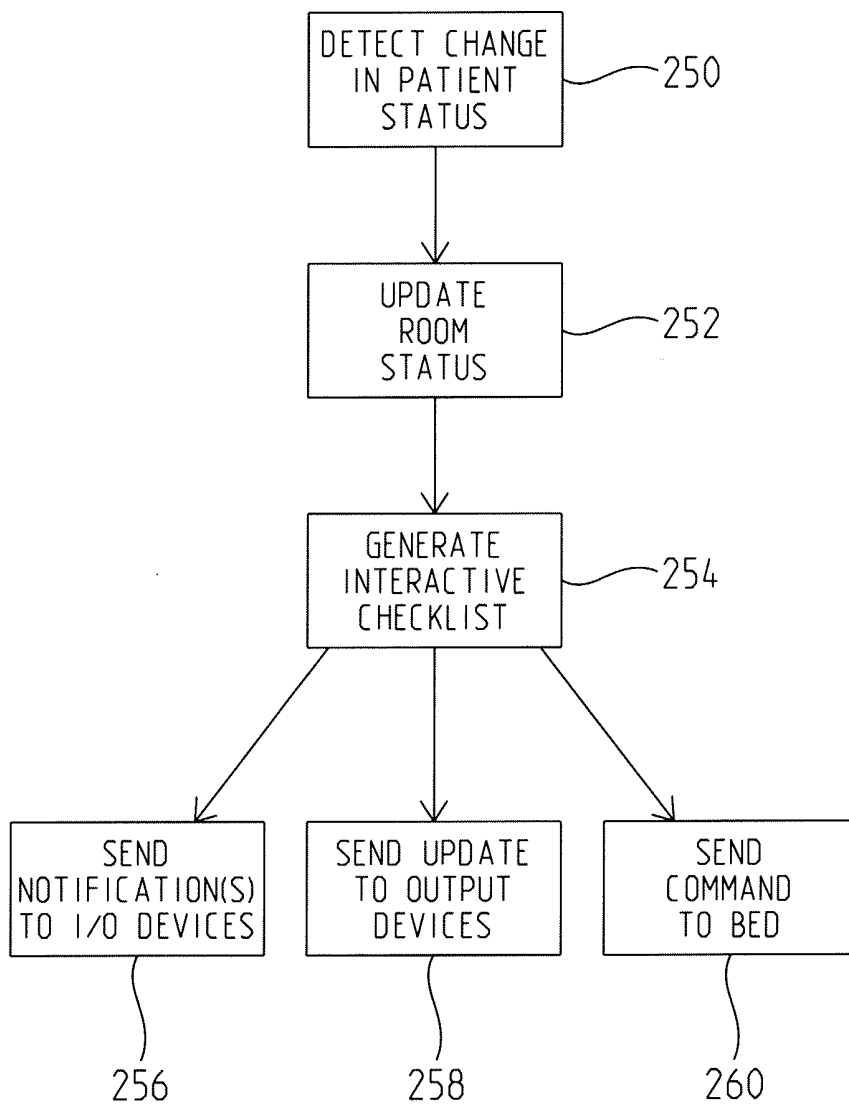 DETECT CHANGE
IN PATIENT
STATUS
250
UPDATE
ROOM
STATUS
252
GENERATE
INTERACTIVE
CHECKLIST
254
SEND
NOTIFICATION(S)
TO I/O DEVICES
SEND UPDATE
TO OUTPUT
DEVICES
SEND
COMMAND
TO BED
256
258
260